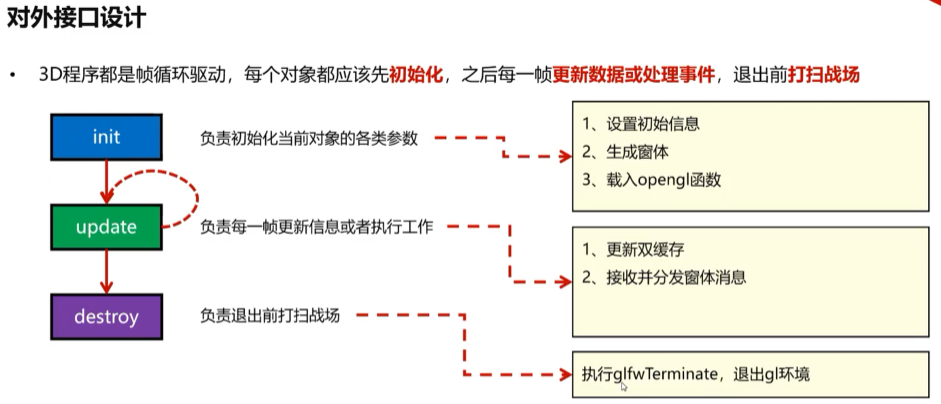 对外接口设计
• 3D程序都是帧循环驱动，每个对象都应该先初始化，之后每一帧更新数据或处理事件，退出前打扫战场
init
负责初始化当前对象的各类参数
1、设置初始信息
2、生成窗体
3、载入opengl函数
update
负责每一帧更新信息或者执行工作
1、更新双缓存
2、接收并分发窗体消息
destroy
负责退出前打扫战场
执行glfwTerminate，退出gl环境